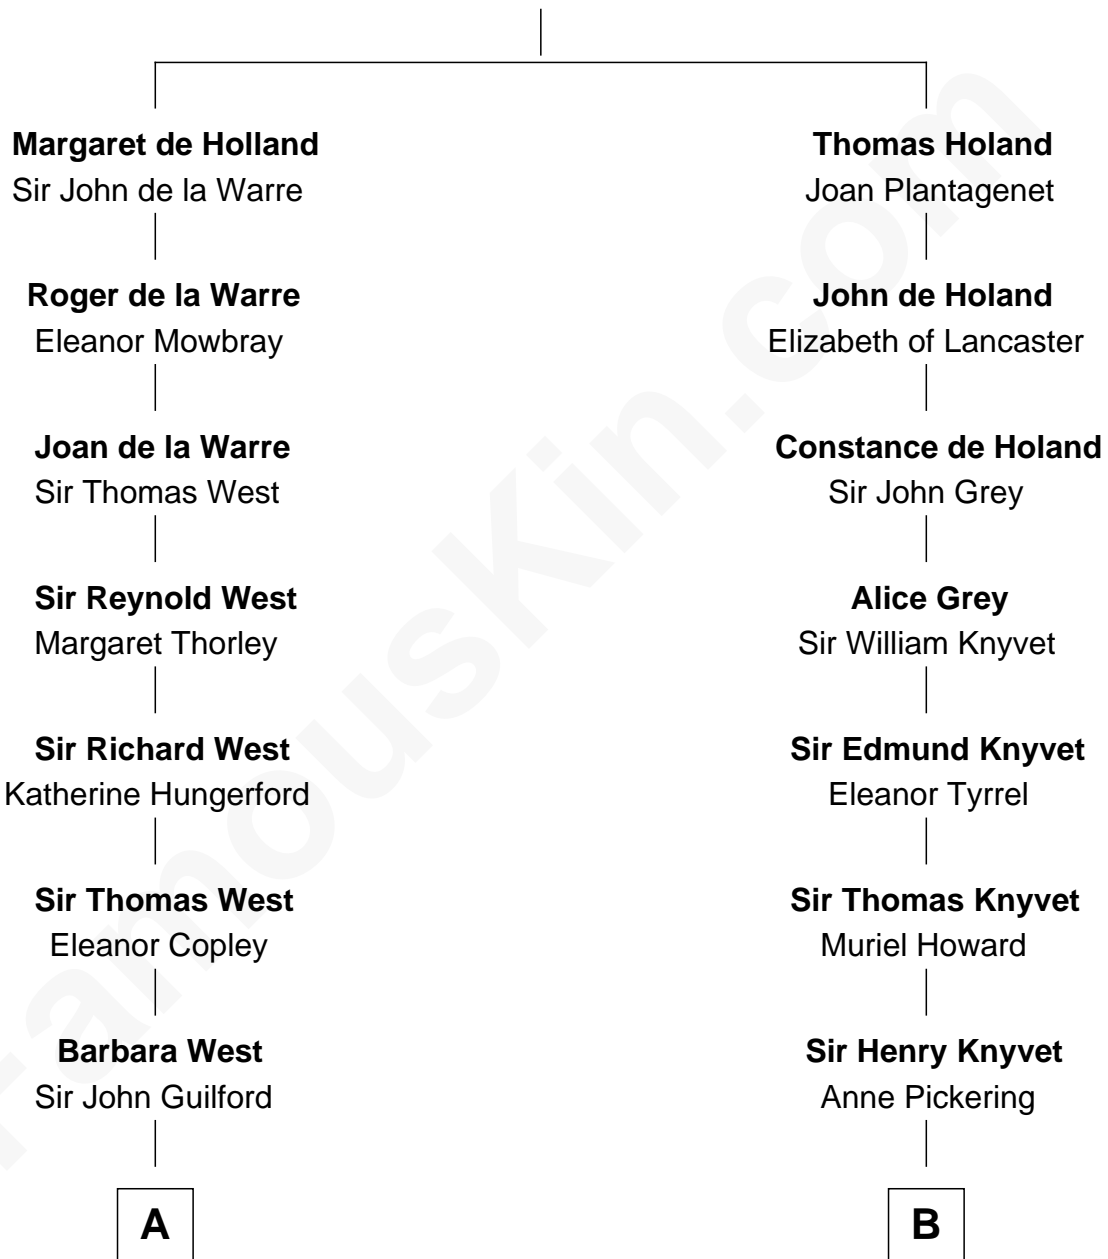 Margaret de Holland
Sir John de la Warre
Roger de la Warre
Eleanor Mowbray
Joan de la Warre
Sir Thomas West
Sir Reynold West
Margaret Thorley
Sir Richard West
Katherine Hungerford
Sir Thomas West
Eleanor Copley
Barbara West
Sir John Guilford
A
Thomas Holand
Joan Plantagenet
John de Holand
Elizabeth of Lancaster
Constance de Holand
Sir John Grey
Alice Grey
Sir William Knyvet
Sir Edmund Knyvet
Eleanor Tyrrel
Sir Thomas Knyvet
Muriel Howard
Sir Henry Knyvet
Anne Pickering
B
FamousKin.com